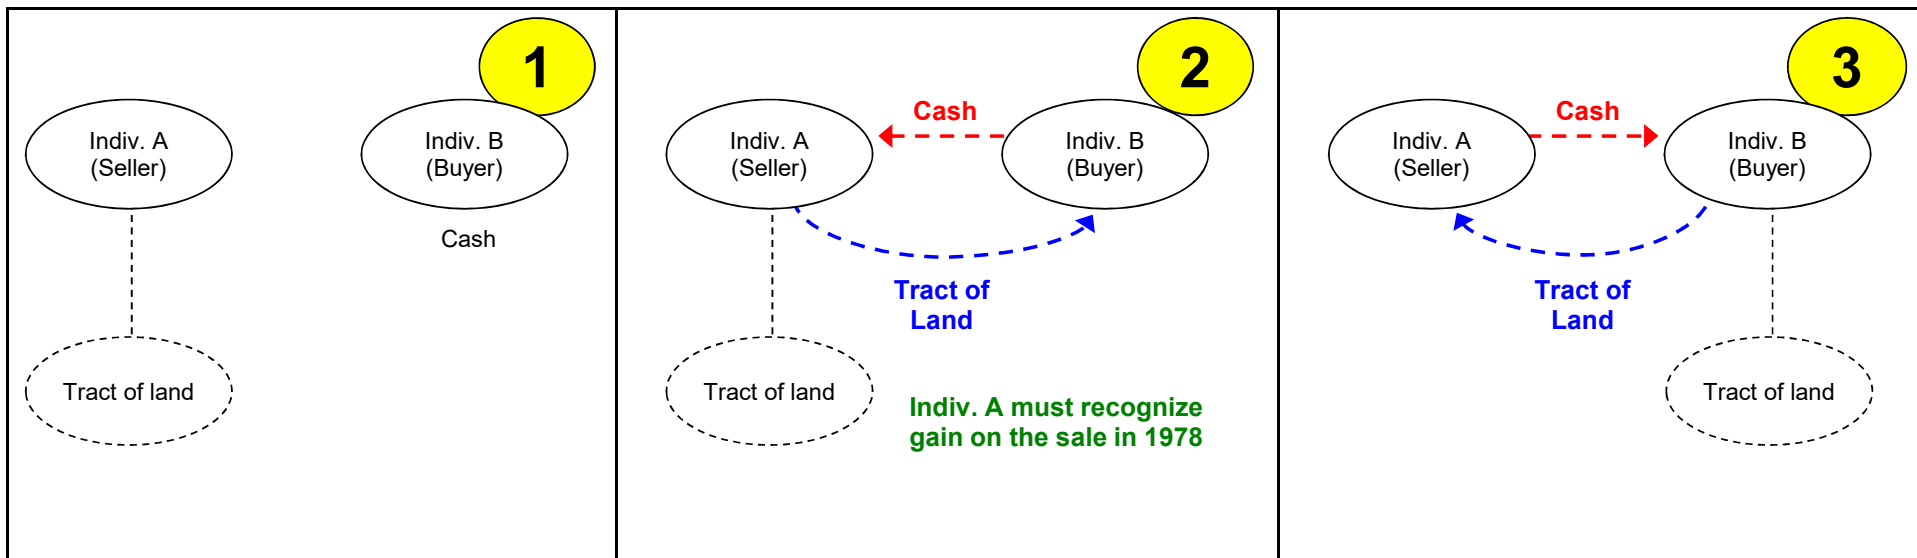 1
Indiv. A
(Seller)
Indiv. B
(Buyer)
Cash
Tract of land
2
Cash
Indiv. A
(Seller)
Indiv. B
(Buyer)
Tract of
Land
Tract of land
Indiv. A must recognize
gain on the sale in 1978
3
Cash
Indiv. A
(Seller)
Indiv. B
(Buyer)
Tract of
Land
Tract of land